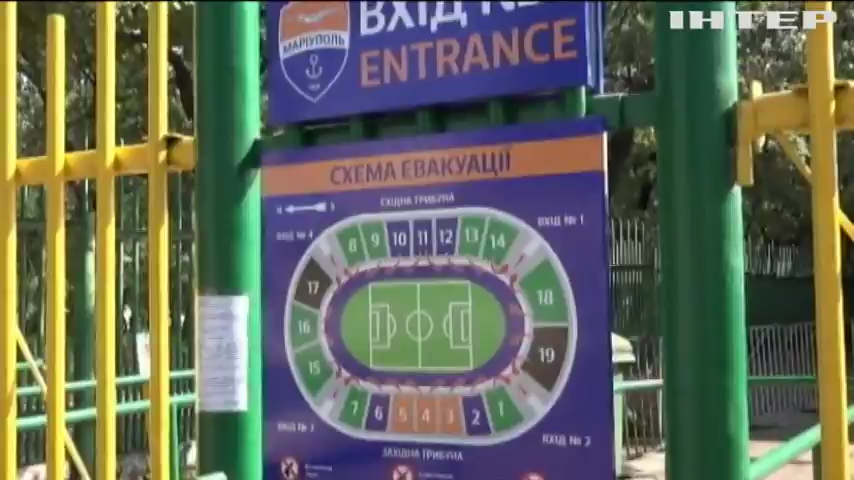 ІНТЕР
ВХІД
МАРІУПОЛЬ
ENTRANCE
СХЕМА ЕВАКУАЦІЇ
СХІДНА ТРИБУНА
ВХІД № 4
ВХІД № 1
8 9 10 11 12 13 14
17 18
16
15 19
7 6 5 4 3 2 1
ВХІД № 3
ВХІД № 2
ЗАХІДНА ТРИБУНА